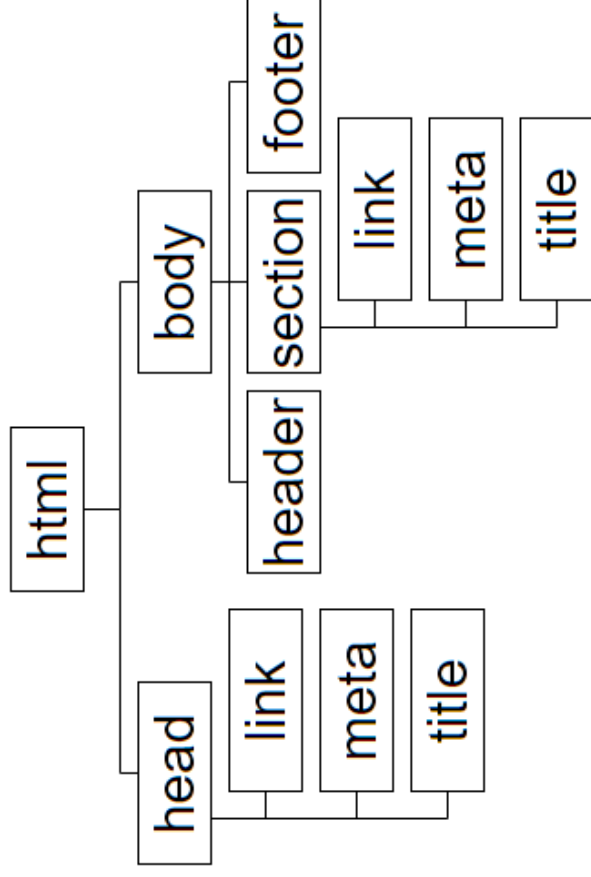 html
head
body
link
meta
title
header
section
footer
link
meta
title